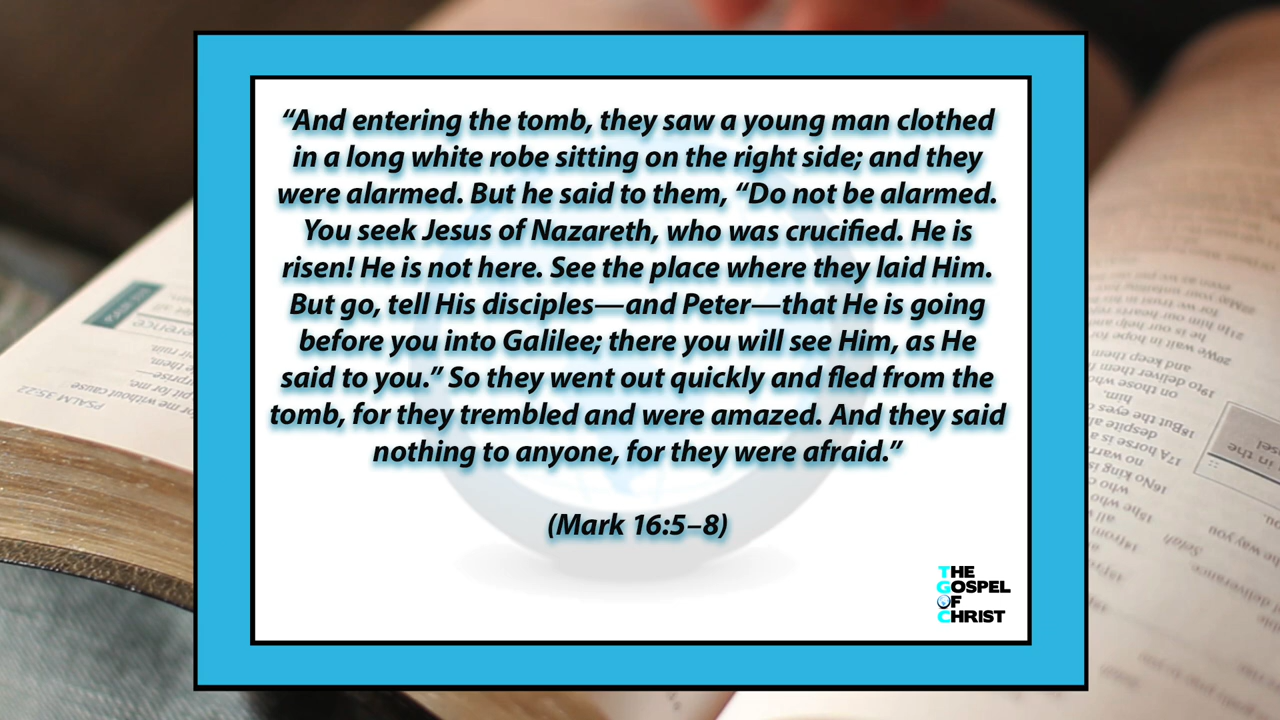 “And entering the tomb, they saw a young man clothed
in a long white robe sitting on the right side; and they
were alarmed. But he said to them, “Do not be alarmed.
You seek Jesus of Nazareth, who was crucified. He is
risen! He is not here. See the place where they laid Him.
But go, tell His disciples—and Peter—that He is going
before you into Galilee; there you will see Him, as He
said to you.” So they went out quickly and fled from the
tomb, for they trembled and were amazed. And they said
nothing to anyone, for they were afraid.”
(Mark 16:5–8)
THE
GOSPEL
OF
CHRIST
PSALM 35:22